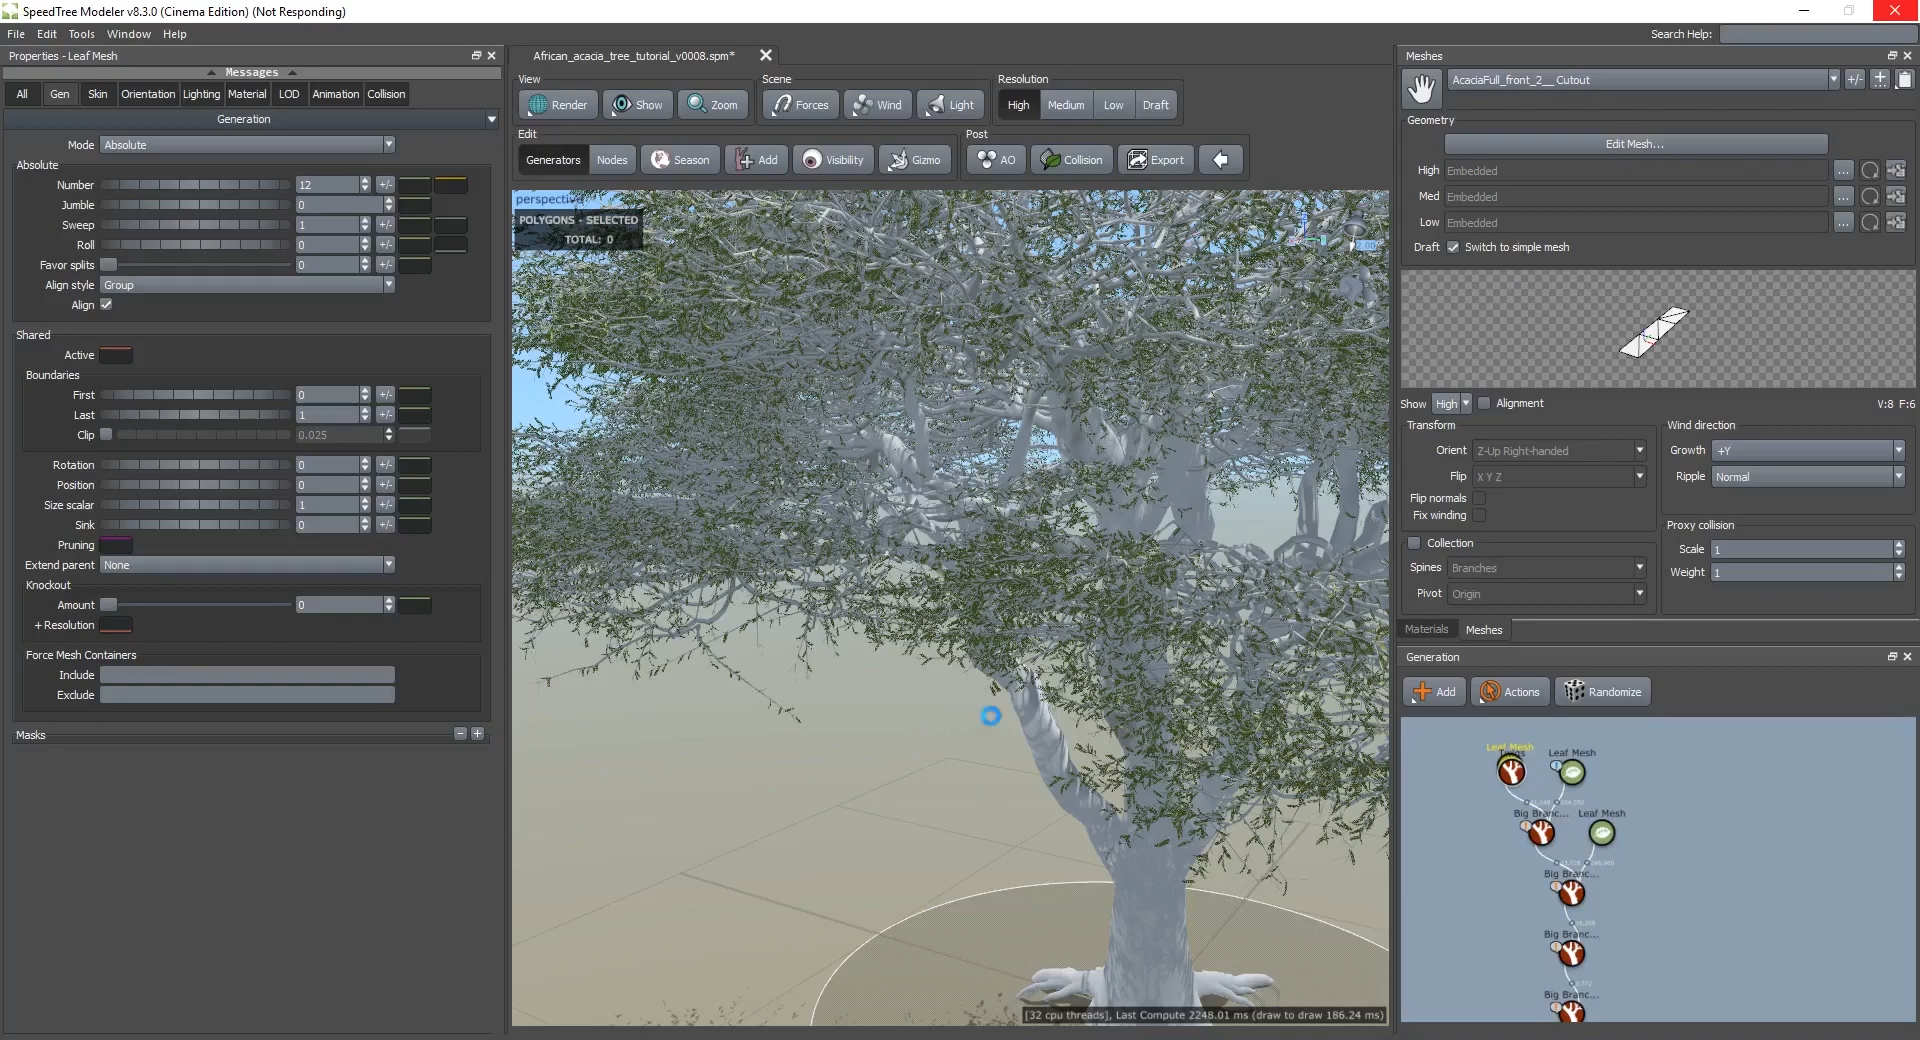 SpeedTree Modeler v8.3.0 (Cinema Edition) (Not Responding)
File Edit Tools Window Help
Search Help:
Properties - Leaf Mesh
Messages
All Gen Skin Orientation Lighting Material LOD Animation Collision
Generation
Mode Absolute
Absolute
Number 12 +/-
Jumble 0
Sweep 1 +/-
Roll 0 +/-
Favor splits 0 +/-
Align style Group
Align
Shared
Active
Boundaries
First 0 +/-
Last 1 +/-
Clip 0.025
Rotation 0 +/-
Position 0 +/-
Size scalar 1 +/-
Sink 0 +/-
Pruning
Extend parent None
Knockout
Amount 0
+ Resolution
Force Mesh Containers
Include
Exclude
Masks - +
African_acacia_tree_tutorial_v0008.spm*
View Scene Resolution
Render Show Zoom Forces Wind Light High Medium Low Draft
Edit Post
Generators Nodes Season Add Visibility Gizmo AO Collision Export
perspective
POLYGONS - SELECTED
TOTAL: 0
[32 cpu threads], Last Compute 2248.01 ms (draw to draw 186.24 ms)
Meshes
AcaciaFull_front_2__Cutout +/-
Geometry
Edit Mesh...
High Embedded ...
Med Embedded ...
Low Embedded ...
Draft Switch to simple mesh
Show High Alignment V:8 F:6
Transform Wind direction
Orient Z-Up Right-handed Growth +Y
Flip X Y Z Ripple Normal
Flip normals
Fix winding
Proxy collision
Collection Scale 1
Spines Branches Weight 1
Pivot Origin
Materials Meshes
Generation
Add Actions Randomize
Leaf Mesh Leaf Mesh
Big Branc... Leaf Mesh
Big Branc...
Big Branc...
Big Branc...